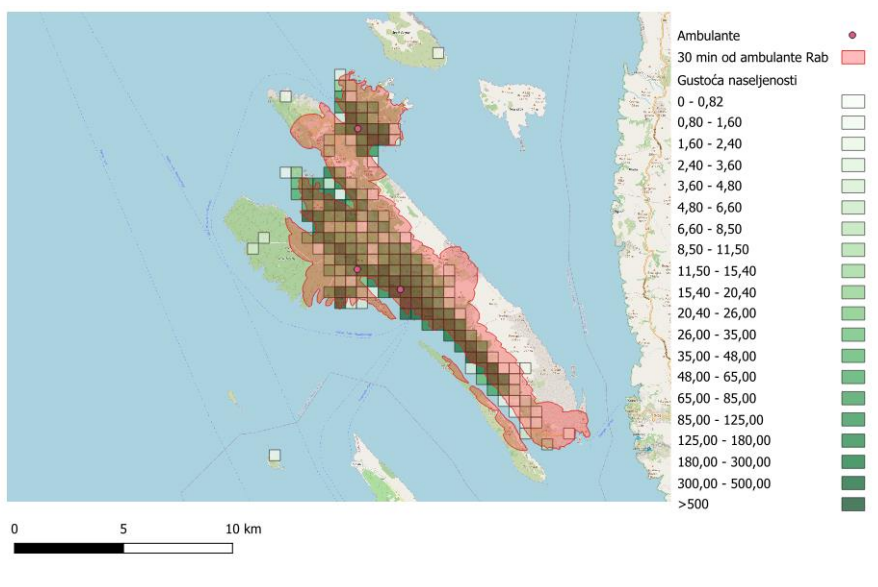 Ambulante
30 min od ambulante Rab
Gustoća naseljenosti
0 - 0,82
0,80 - 1,60
1,60 - 2,40
2,40 - 3,60
3,60 - 4,80
4,80 - 6,60
6,60 - 8,50
8,50 - 11,50
11,50 - 15,40
15,40 - 20,40
20,40 - 26,00
26,00 - 35,00
35,00 - 48,00
48,00 - 65,00
65,00 - 85,00
85,00 - 125,00
125,00 - 180,00
180,00 - 300,00
300,00 - 500,00
>500
0 5 10 km